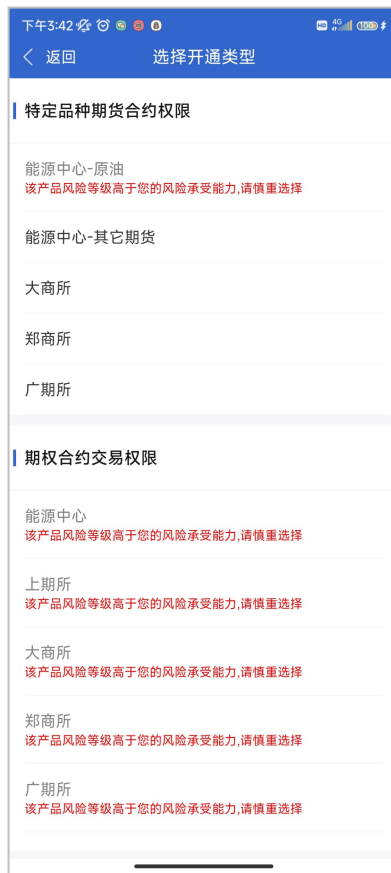 下午3:42
HD 4G 100
返回 选择开通类型
特定品种期货合约权限
能源中心-原油
该产品风险等级高于您的风险承受能力,请慎重选择
能源中心-其它期货
大商所
郑商所
广期所
期权合约交易权限
能源中心
该产品风险等级高于您的风险承受能力,请慎重选择
上期所
该产品风险等级高于您的风险承受能力,请慎重选择
大商所
该产品风险等级高于您的风险承受能力,请慎重选择
郑商所
该产品风险等级高于您的风险承受能力,请慎重选择
广期所
该产品风险等级高于您的风险承受能力,请慎重选择